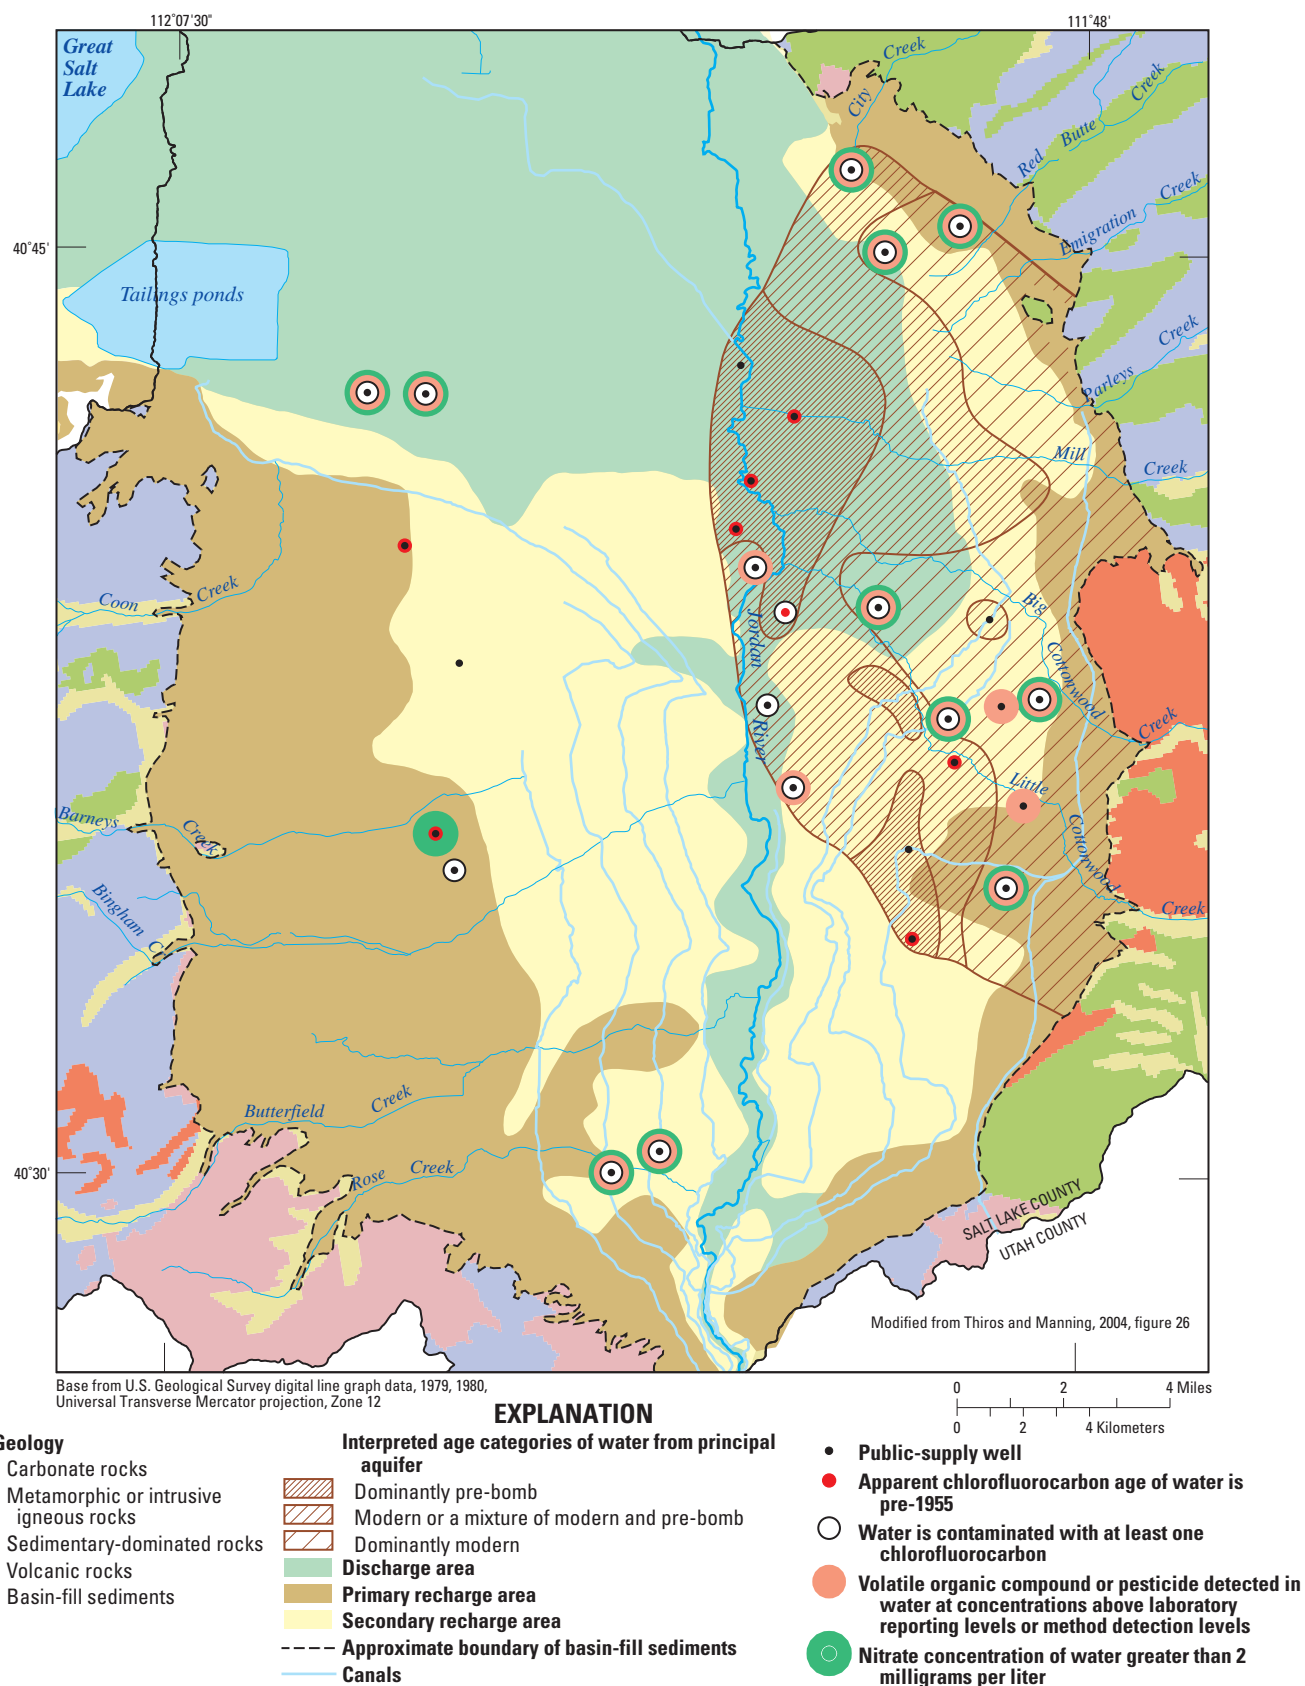 112°07'30"
111°48'
Great
Salt
Lake
City
Creek
Red
Butte
Creek
Emigration
Creek
40°45'
Tailings ponds
Parleys
Creek
Mill
Creek
Coon
Creek
Big
Cottonwood
Creek
Jordan
River
Little
Cottonwood
Creek
Barneys
Creek
Bingham
Cr
Butterfield
Creek
40°30'
Rose
Creek
SALT LAKE COUNTY
UTAH COUNTY
Modified from Thiros and Manning, 2004, figure 26
Base from U.S. Geological Survey digital line graph data, 1979, 1980,
Universal Transverse Mercator projection, Zone 12
0 2 4 Miles
0 2 4 Kilometers
EXPLANATION
Geology
Carbonate rocks
Metamorphic or intrusive
igneous rocks
Sedimentary-dominated rocks
Volcanic rocks
Basin-fill sediments
Interpreted age categories of water from principal
aquifer
Dominantly pre-bomb
Modern or a mixture of modern and pre-bomb
Dominantly modern
Discharge area
Primary recharge area
Secondary recharge area
Approximate boundary of basin-fill sediments
Canals
Public-supply well
Apparent chlorofluorocarbon age of water is
pre-1955
Water is contaminated with at least one
chlorofluorocarbon
Volatile organic compound or pesticide detected in
water at concentrations above laboratory
reporting levels or method detection levels
Nitrate concentration of water greater than 2
milligrams per liter